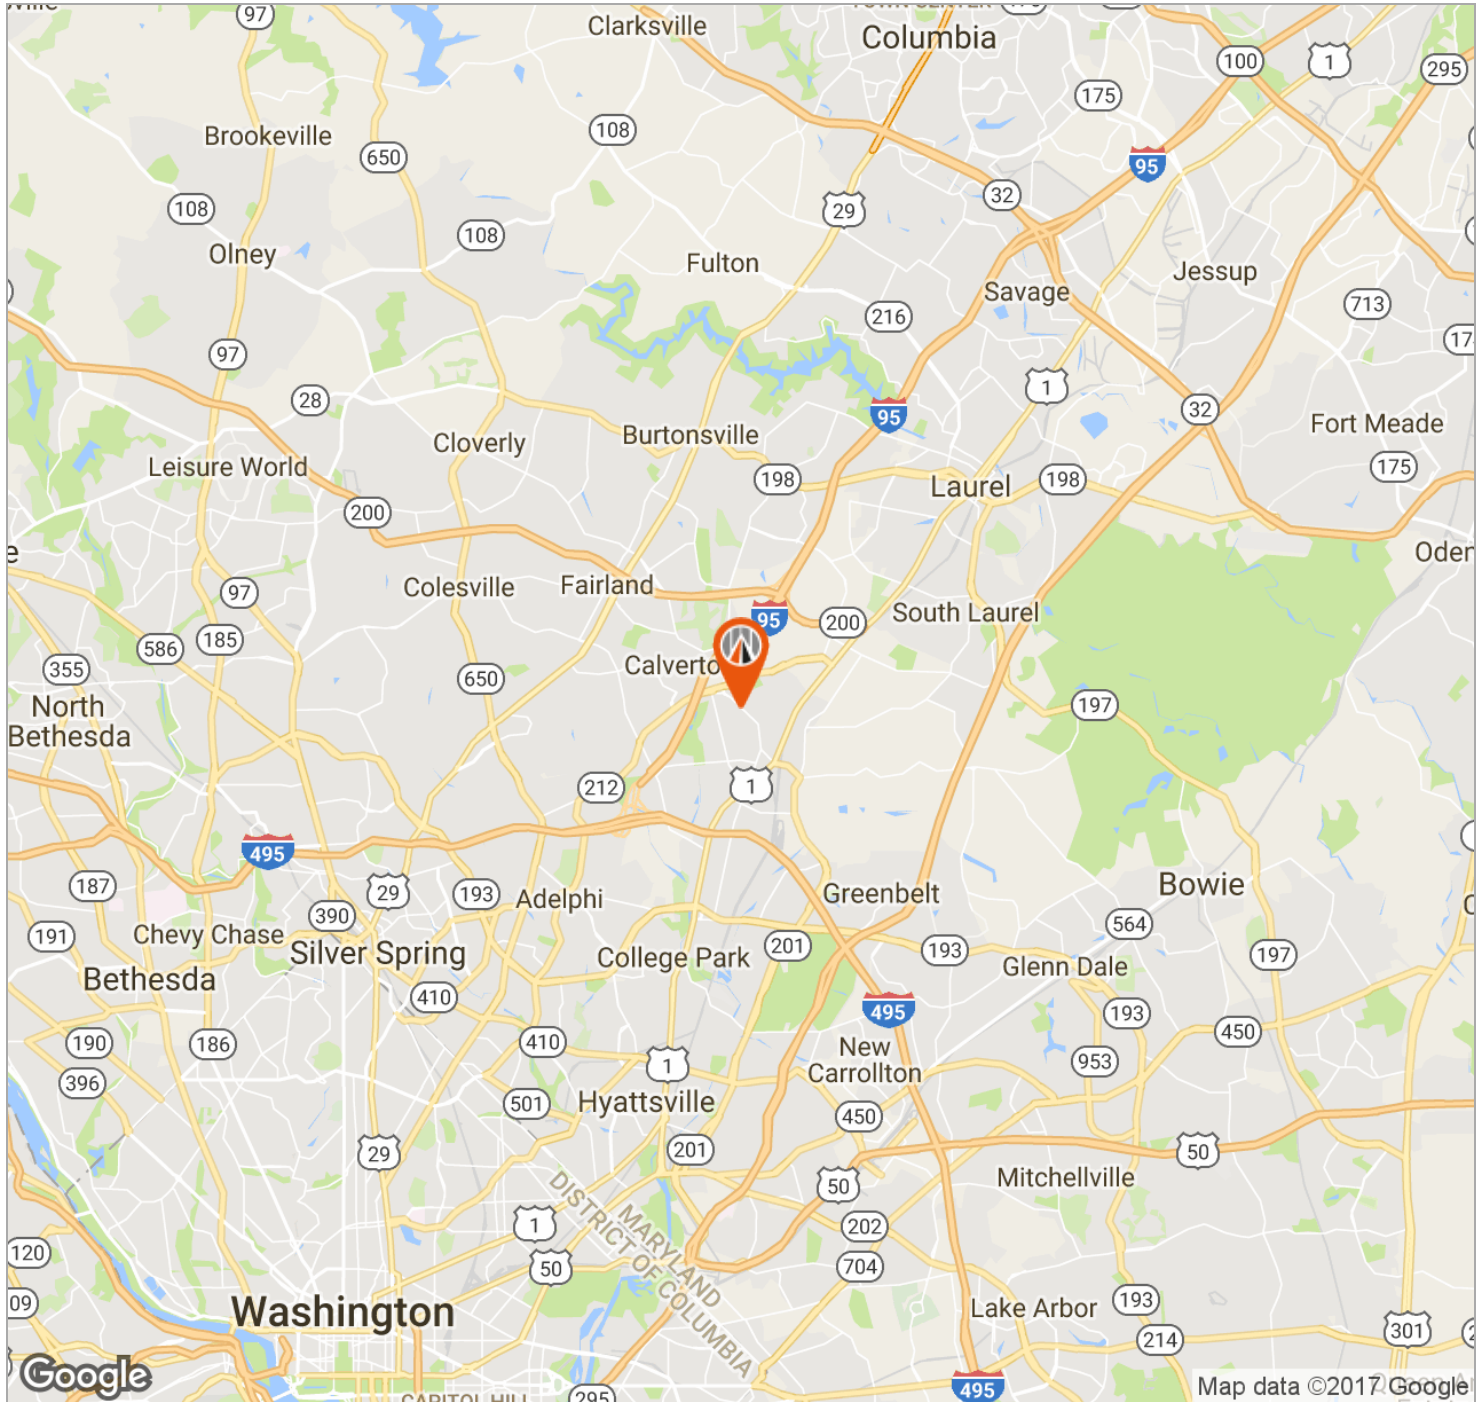 97
Clarksville
Columbia
1
100
295
175
108
Brookeville
650
95
32
108
29
108
Olney
Fulton
Jessup
Savage
713
216
97
1
28
95
32
Fort Meade
Cloverly
Burtonsville
175
Leisure World
198
Laurel
198
200
Colesville
Fairland
97
95
200
South Laurel
185
586
355
650
North
Bethesda
197
212
1
495
187
29
193
Adelphi
Greenbelt
Bowie
390
564
191
Chevy Chase
Silver Spring
College Park
201
193
197
Bethesda
Glenn Dale
410
495
193
190
186
410
New
Carrollton
450
396
1
953
501
Hyattsville
450
29
201
50
50
Mitchellville
MARYLAND
DISTRICT OF COLUMBIA
1
202
120
50
704
Washington
Lake Arbor
193
214
301
Google
495
295
CAPITOL HILL
Map data ©2017 Google